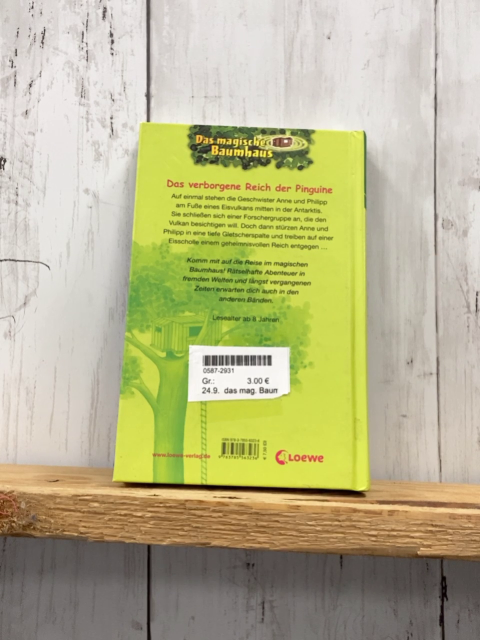 Das magische
Baumhaus
Das verborgene Reich der Pinguine
Auf einmal stehen die Geschwister Anne und Philipp
am Fuße eines Eisvulkans mitten in der Antarktis.
Sie schließen sich einer Forschergruppe an, die den
Vulkan besichtigen will. Doch dann stürzen Anne und
Philipp in eine tiefe Gletscherspalte und treiben auf einer
Eisscholle einem geheimnisvollen Reich entgegen ...
Komm mit auf die Reise im magischen
Baumhaus! Rätselhafte Abenteuer in
fremden Welten und längst vergangenen
Zeiten erwarten dich auch in den
anderen Bänden.
Lesealter ab 8 Jahren
0587-2931
Gr.: 3.00 €
24.9. das mag. Baum
www.loewe-verlag.de
Loewe